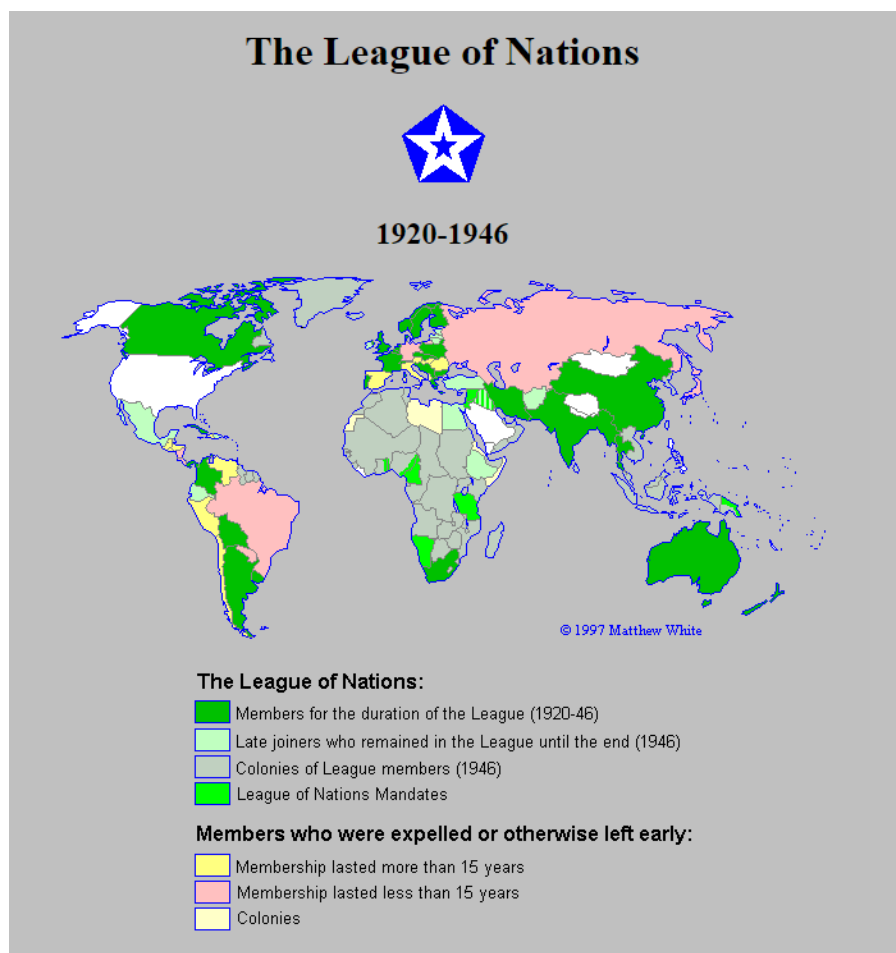 The League of Nations
1920-1946
© 1997 Matthew White
The League of Nations:
Members for the duration of the League (1920-46)
Late joiners who remained in the League until the end (1946)
Colonies of League members (1946)
League of Nations Mandates
Members who were expelled or otherwise left early:
Membership lasted more than 15 years
Membership lasted less than 15 years
Colonies